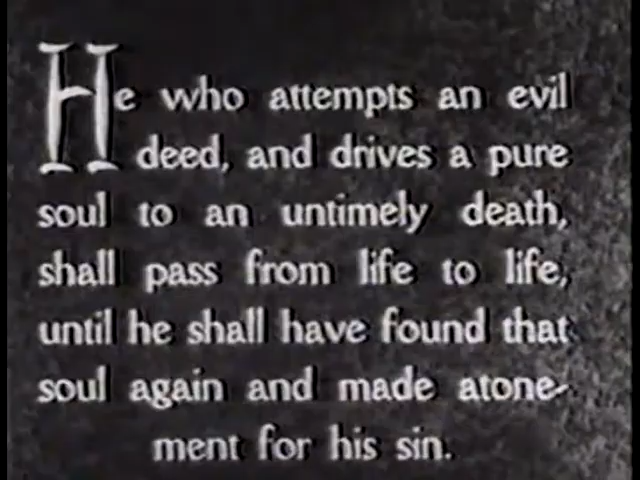 He who attempts an evil
deed, and drives a pure
soul to an untimely death,
shall pass from life to life,
until he shall have found that
soul again and made atone-
ment for his sin.